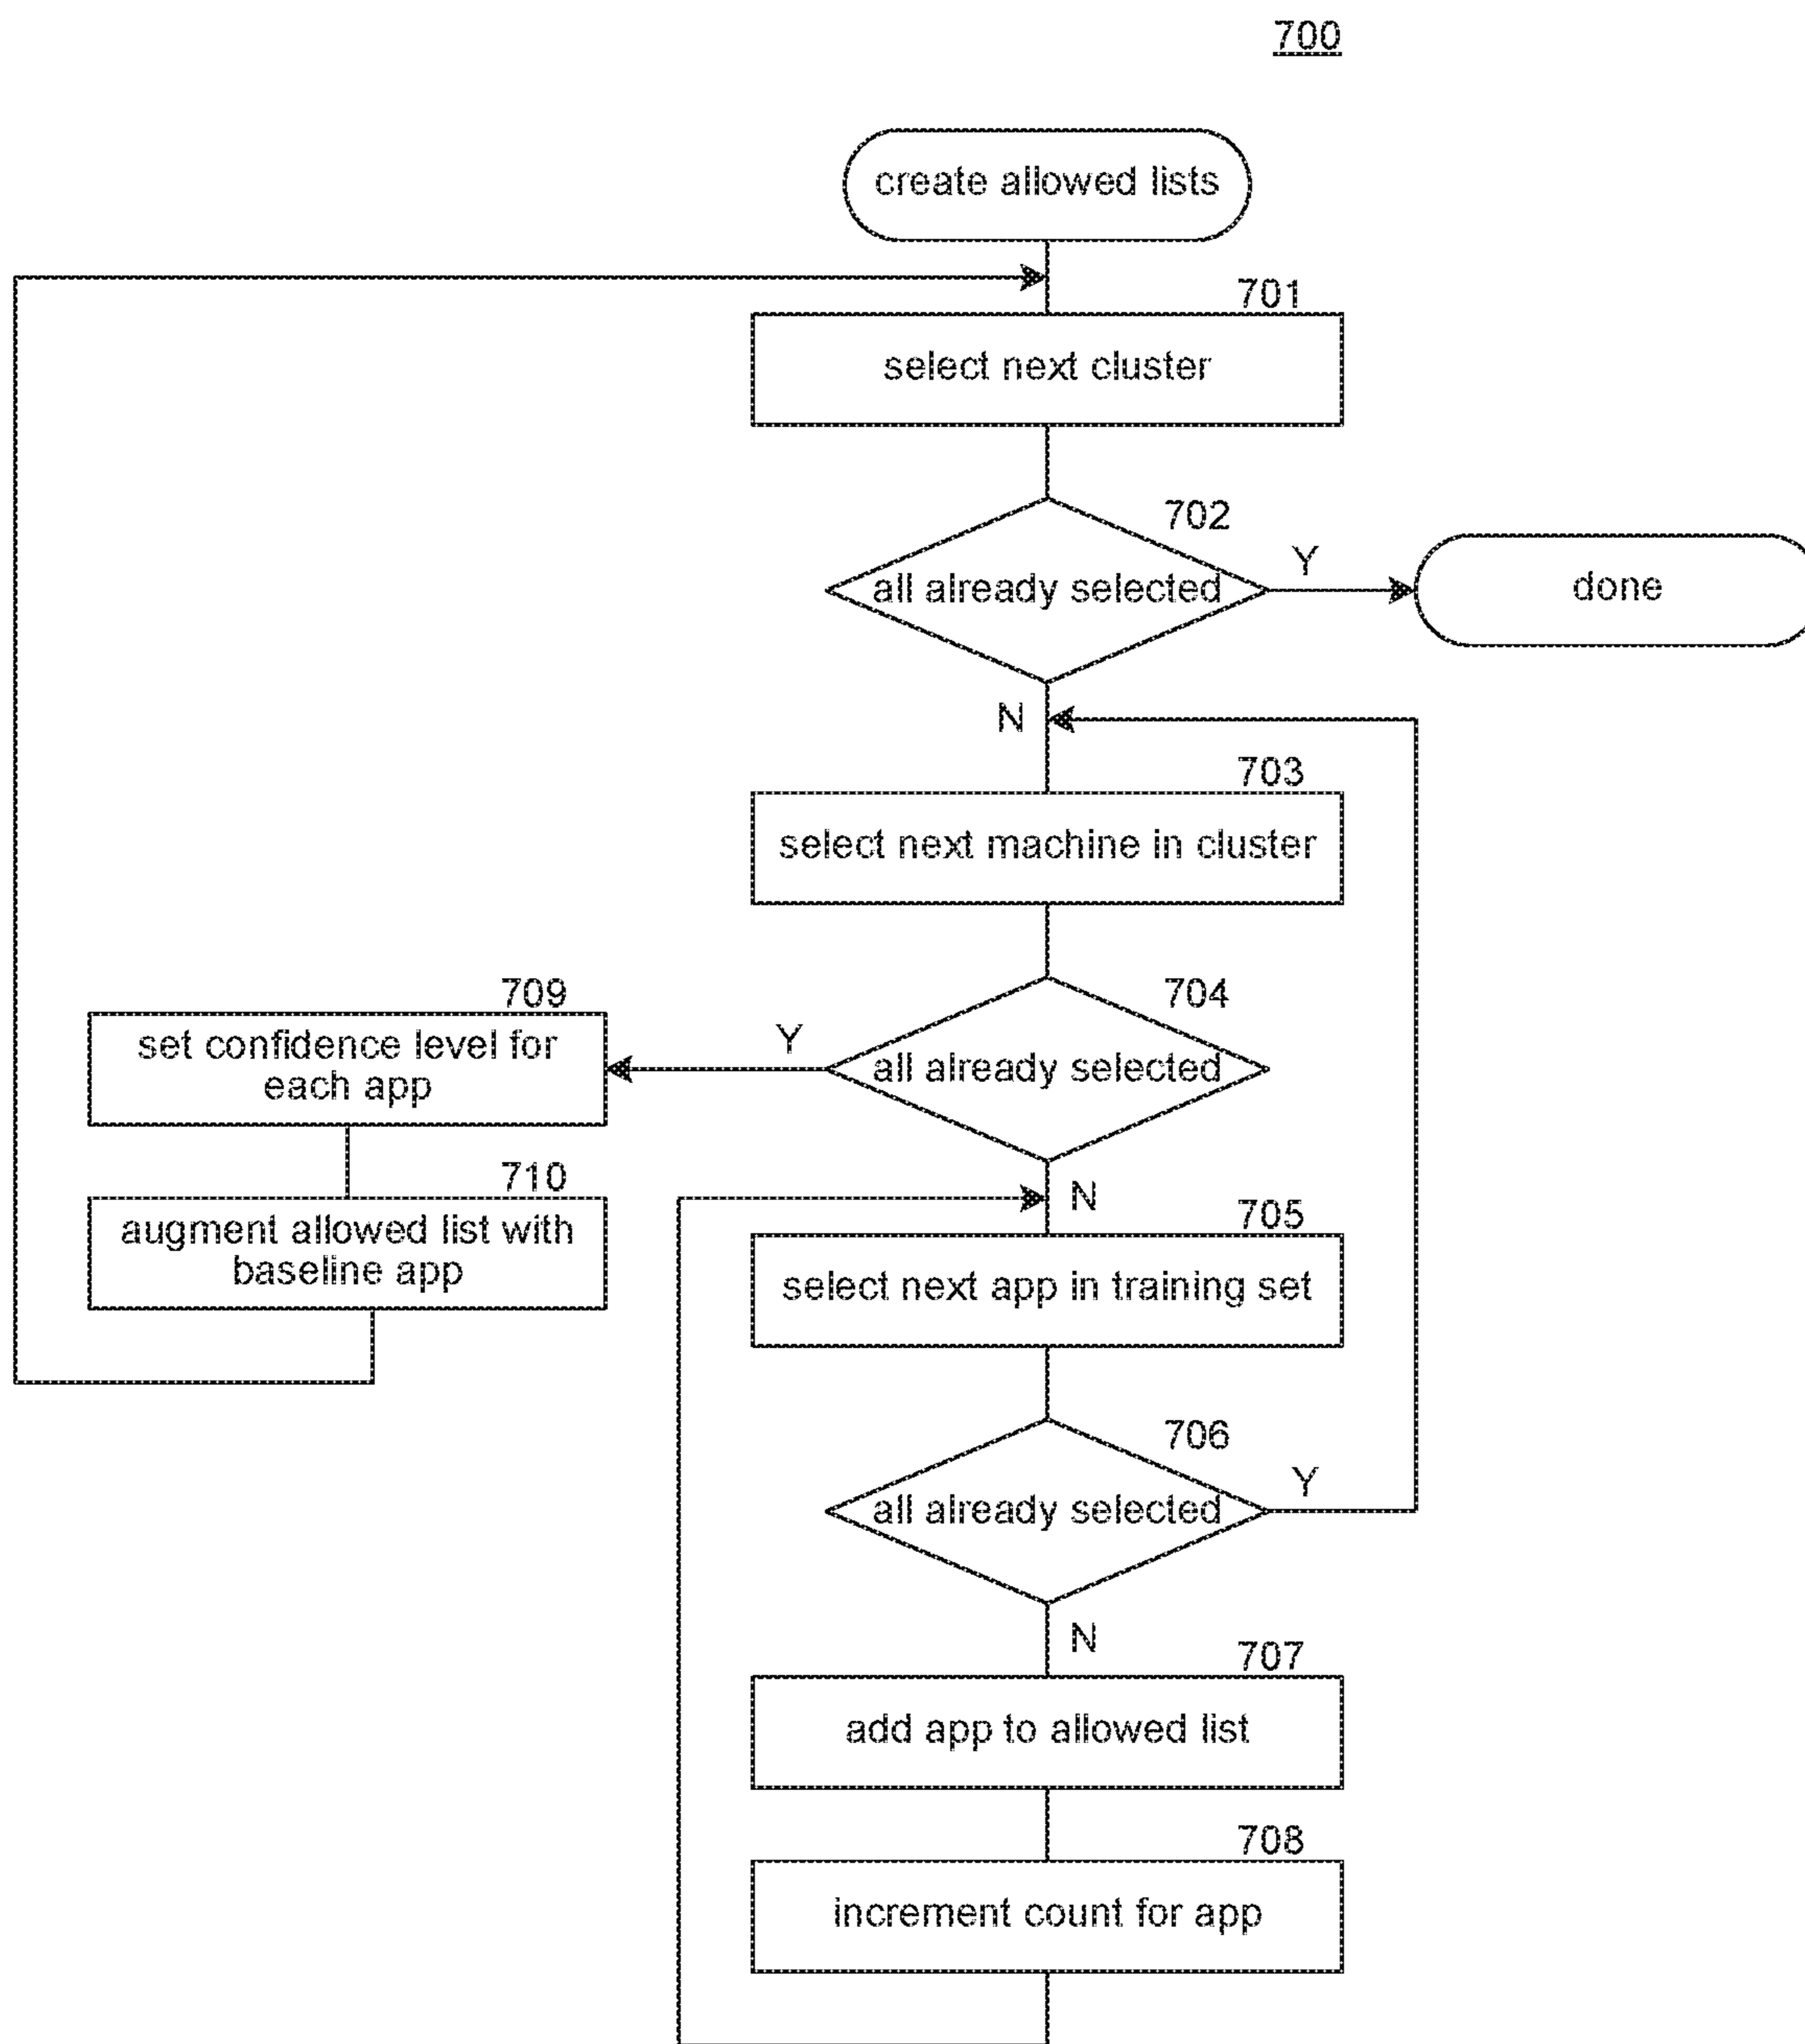 700
create allowed lists
701
select next cluster
702
all already selected
Y
done
N
703
select next machine in cluster
704
all already selected
Y
709
set confidence level for
each app
710
augment allowed list with
baseline app
N
705
select next app in training set
706
all already selected
Y
N
707
add app to allowed list
708
increment count for app